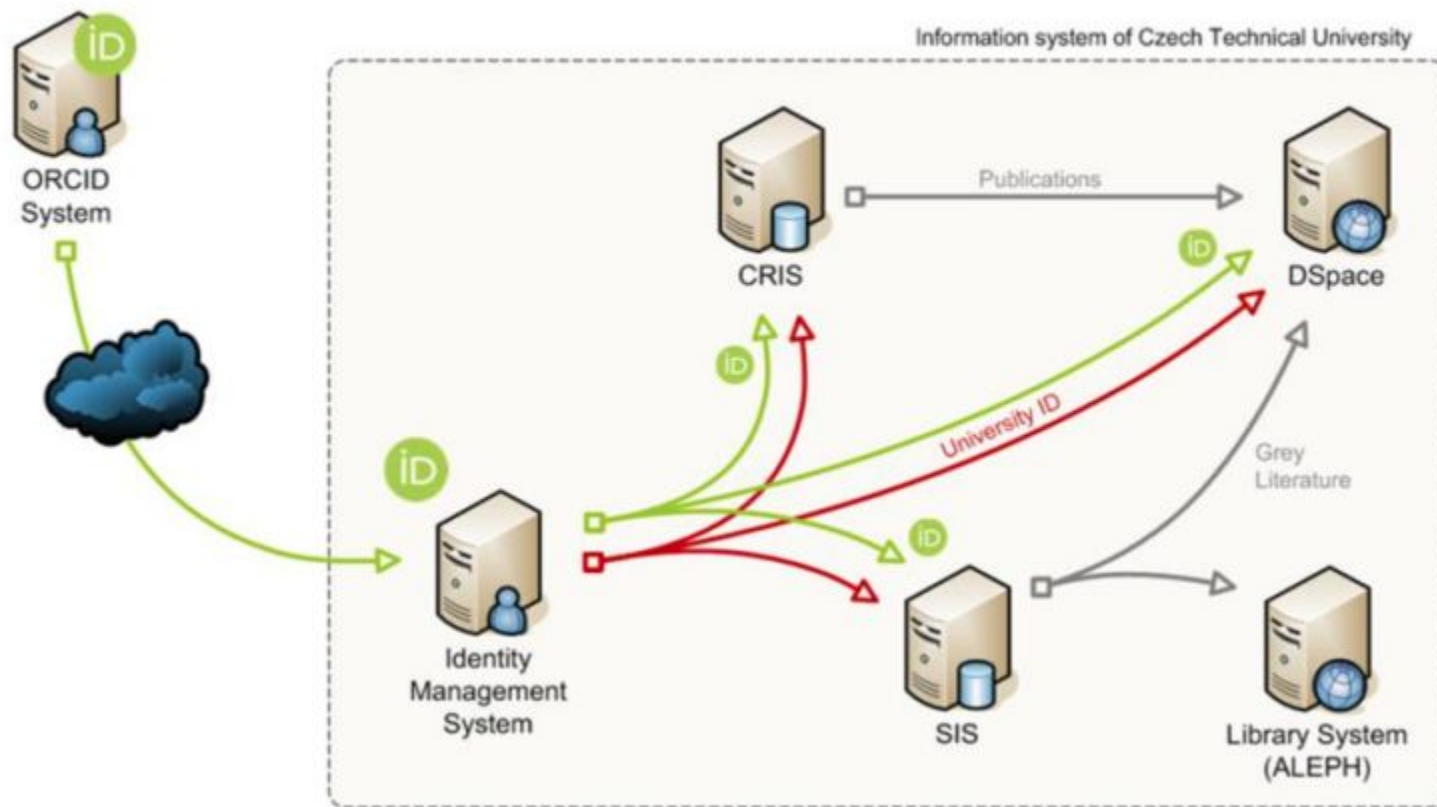 Information system of Czech Technical University
iD
ORCID
System
Publications
CRIS
iD
DSpace
iD
University ID
Grey
Literature
iD
iD
Identity
Management
System
SIS
Library System
(ALEPH)